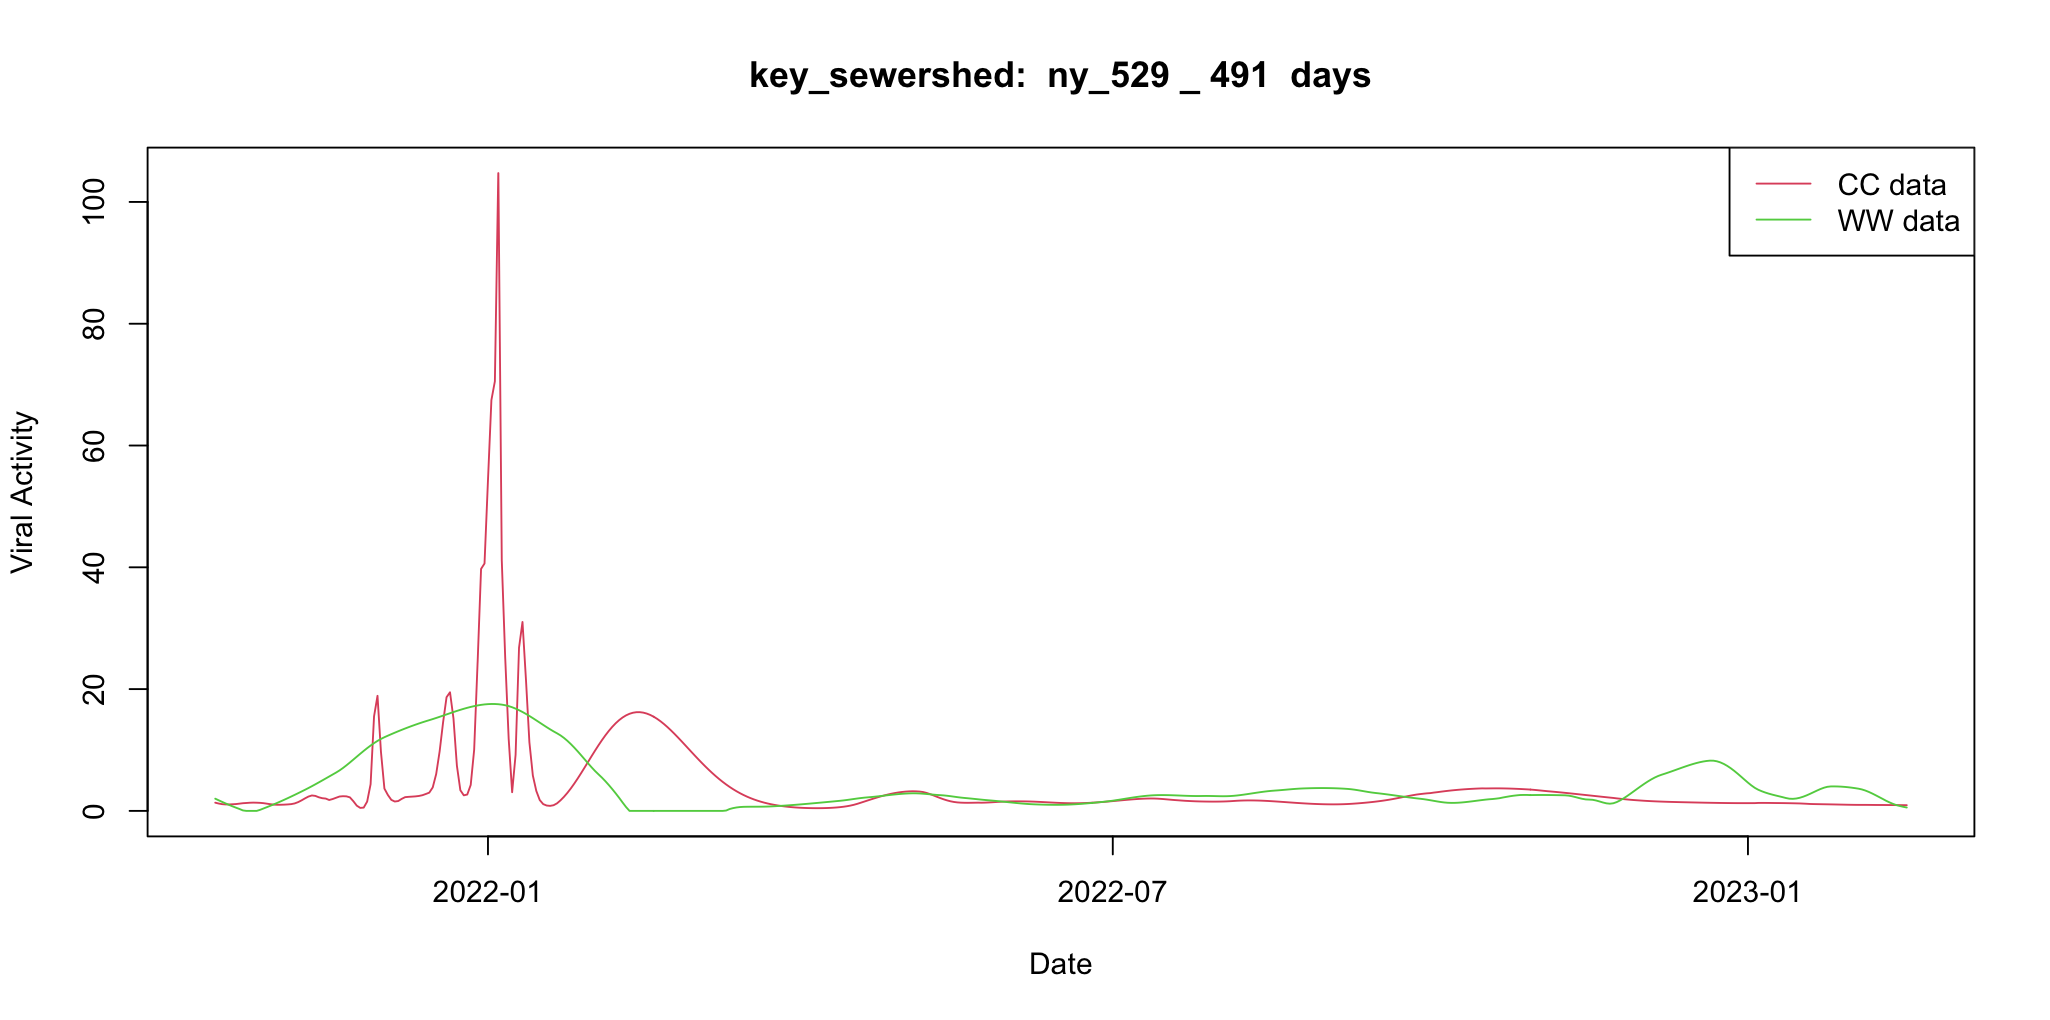 key_sewershed:  ny_529 _ 491  days
CC data
WW data
Viral Activity
100
80
60
40
20
0
2022-01
2022-07
2023-01
Date